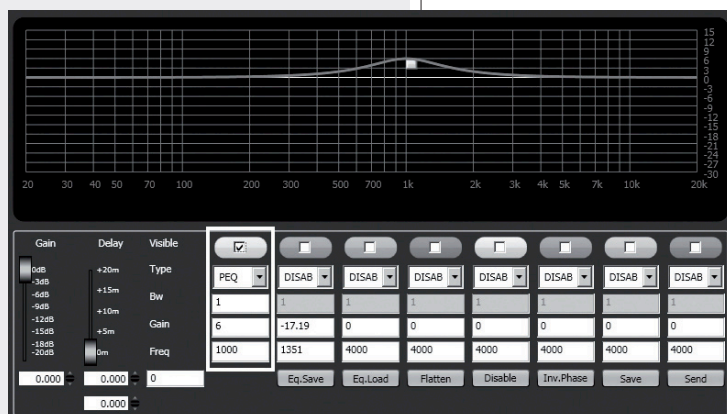 15
12
9
6
3
0
-3
-6
-9
-12
-15
-18
-21
-24
-27
-30
20 30 40 50 70 100 200 300 500 700 1k 2k 3k 4k 5k 7k 10k 20k
Gain Delay Visible
0dB +20m Type PEQ DISAB DISAB DISAB DISAB DISAB DISAB DISAB
-3dB
-6dB +15m
-9dB +10m Bw 1 1 1 1 1 1 1 1
-12dB
-15dB +5m Gain 6 -17.19 0 0 0 0 0 0
-18dB
-20dB 0m Freq 1000 1351 4000 4000 4000 4000 4000 4000
0.000 0.000 0 Eq.Save Eq.Load Flatten Disable Inv.Phase Save Send
0.000